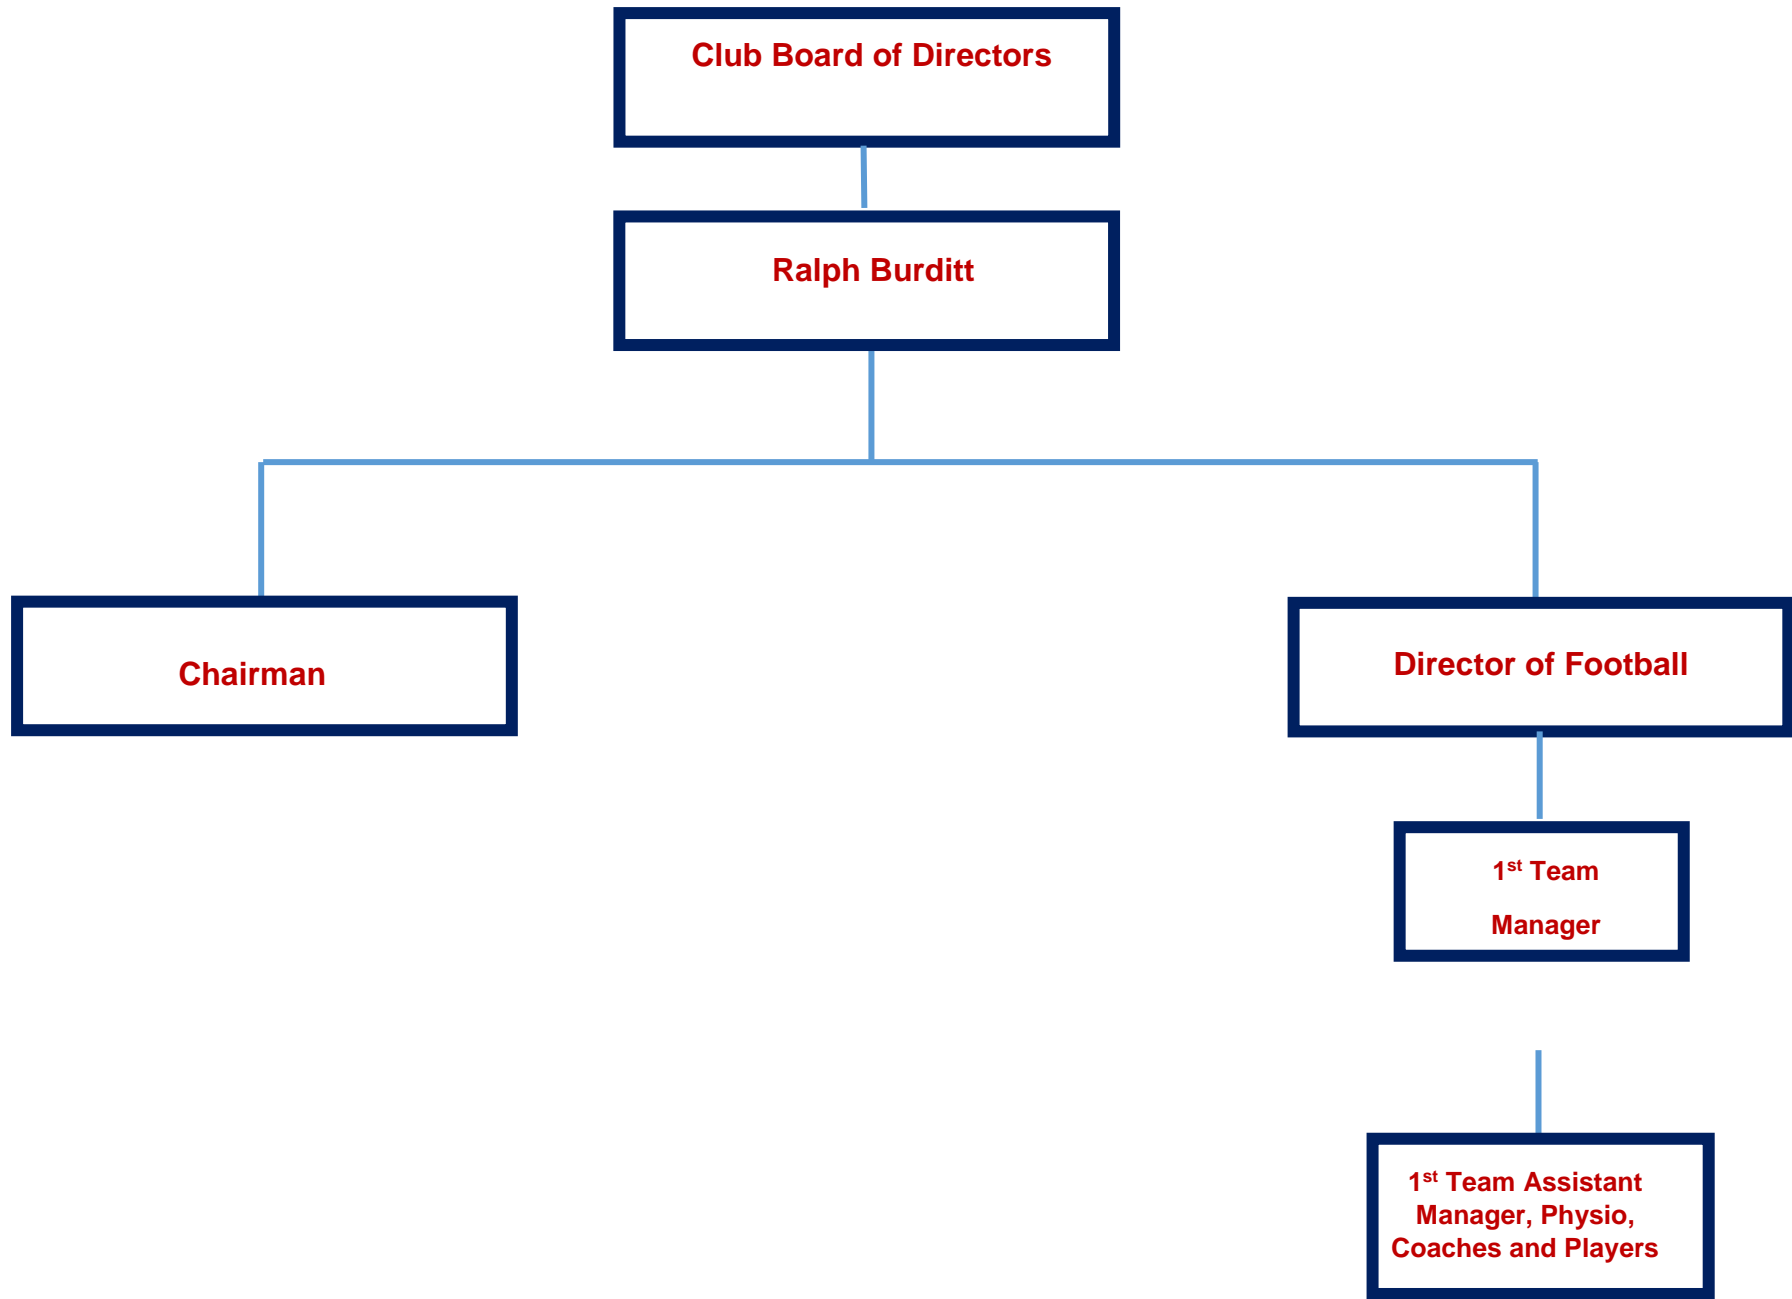 Club Board of Directors
Ralph Burditt
Chairman
Director of Football
1st Team
Manager
1st Team Assistant
Manager, Physio,
Coaches and Players